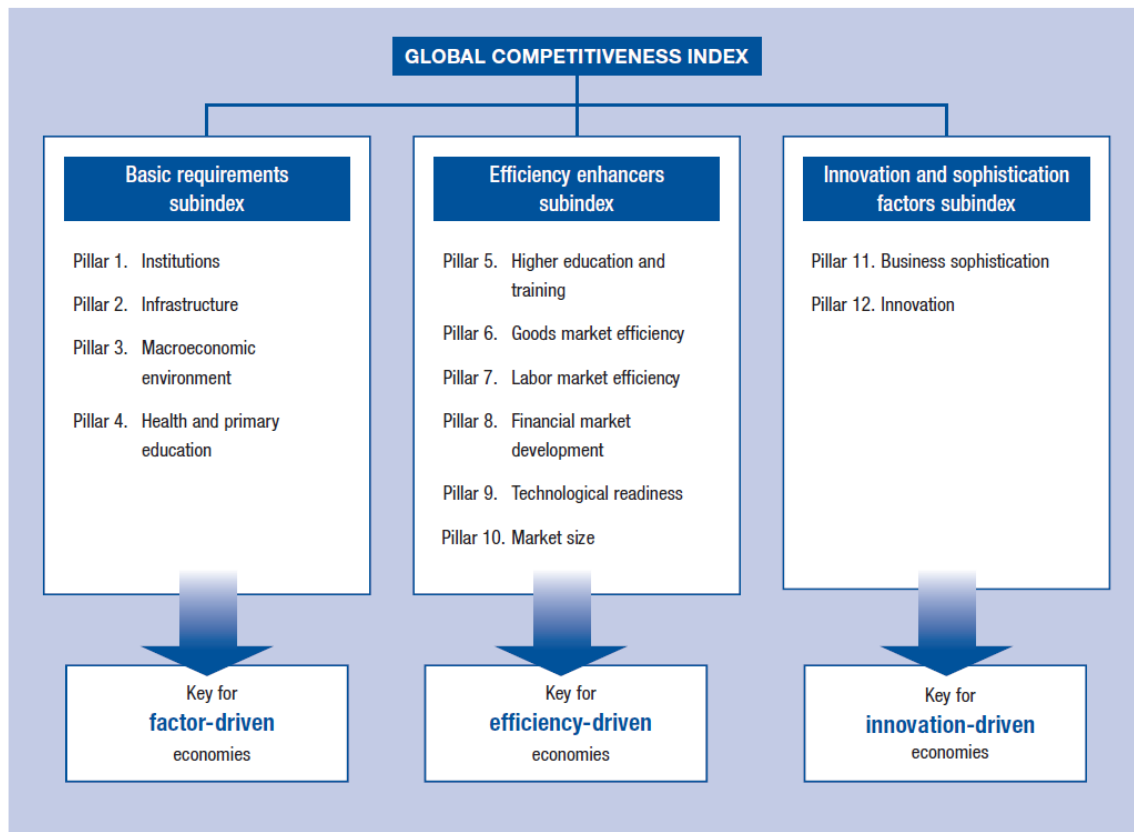 GLOBAL COMPETITIVENESS INDEX
Basic requirements
subindex
Pillar 1. Institutions
Pillar 2. Infrastructure
Pillar 3. Macroeconomic
environment
Pillar 4. Health and primary
education
Key for
factor-driven
economies
Efficiency enhancers
subindex
Pillar 5. Higher education and
training
Pillar 6. Goods market efficiency
Pillar 7. Labor market efficiency
Pillar 8. Financial market
development
Pillar 9. Technological readiness
Pillar 10. Market size
Key for
efficiency-driven
economies
Innovation and sophistication
factors subindex
Pillar 11. Business sophistication
Pillar 12. Innovation
Key for
innovation-driven
economies